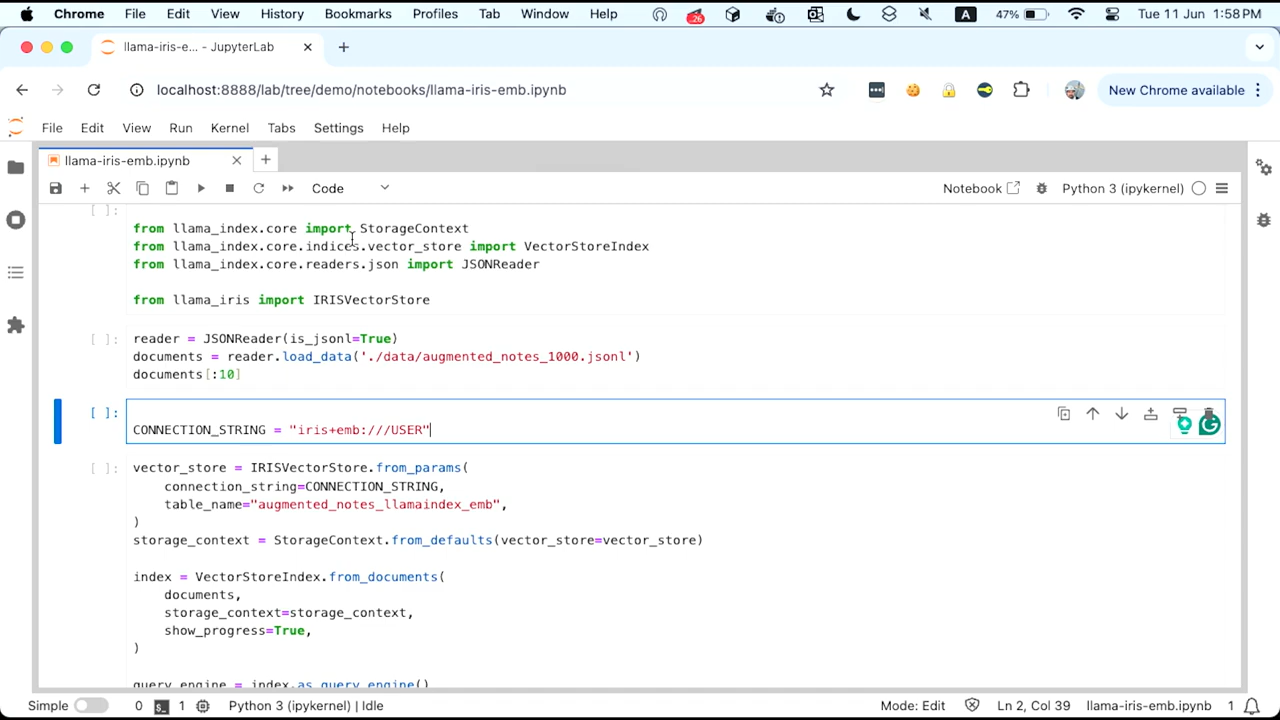 Chrome File Edit View History Bookmarks Profiles Tab Window Help 26 A 47% Tue 11 Jun 1:58 PM
llama-iris-e... - JupyterLab
localhost:8888/lab/tree/demo/notebooks/llama-iris-emb.ipynb New Chrome available
File Edit View Run Kernel Tabs Settings Help
llama-iris-emb.ipynb
Code Notebook Python 3 (ipykernel)
[ ]:
from llama_index.core import StorageContext
from llama_index.core.indices.vector_store import VectorStoreIndex
from llama_index.core.readers.json import JSONReader
from llama_iris import IRISVectorStore
[ ]: reader = JSONReader(is_jsonl=True)
documents = reader.load_data('./data/augmented_notes_1000.jsonl')
documents[:10]
[ ]:
CONNECTION_STRING = "iris+emb:///USER"
[ ]: vector_store = IRISVectorStore.from_params(
connection_string=CONNECTION_STRING,
table_name="augmented_notes_llamaindex_emb",
)
storage_context = StorageContext.from_defaults(vector_store=vector_store)
index = VectorStoreIndex.from_documents(
documents,
storage_context=storage_context,
show_progress=True,
)
query_engine = index.as_query_engine()
Simple 0 1 Python 3 (ipykernel) | Idle Mode: Edit Ln 2, Col 39 llama-iris-emb.ipynb 1